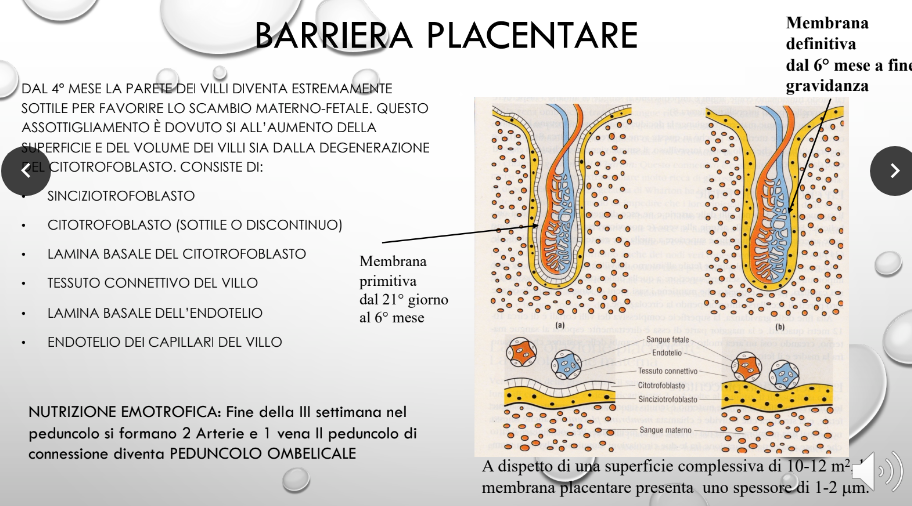 BARRIERA PLACENTARE
Membrana
definitiva
dal 6° mese a fine
gravidanza
DAL 4° MESE LA PARETE DEI VILLI DIVENTA ESTREMAMENTE
SOTTILE PER FAVORIRE LO SCAMBIO MATERNO-FETALE. QUESTO
ASSOTTIGLIAMENTO È DOVUTO SI ALL'AUMENTO DELLA
SUPERFICIE E DEL VOLUME DEI VILLI SIA DALLA DEGENERAZIONE
DEL CITOTROFOBLASTO. CONSISTE DI:
• SINCIZIOTROFOBLASTO
• CITOTROFOBLASTO (SOTTILE O DISCONTINUO)
• LAMINA BASALE DEL CITOTROFOBLASTO
• TESSUTO CONNETTIVO DEL VILLO
• LAMINA BASALE DELL'ENDOTELIO
• ENDOTELIO DEI CAPILLARI DEL VILLO
Membrana
primitiva
dal 21° giorno
al 6° mese
(a)
(b)
Sangue fetale
Endotelio
Tessuto connettivo
Citotrofoblasto
Sinciziotrofoblasto
Sangue materno
NUTRIZIONE EMOTROFICA: Fine della III settimana nel
peduncolo si formano 2 Arterie e 1 vena Il peduncolo di
connessione diventa PEDUNCOLO OMBELICALE
A dispetto di una superficie complessiva di 10-12 m²
membrana placentare presenta uno spessore di 1-2 µm.